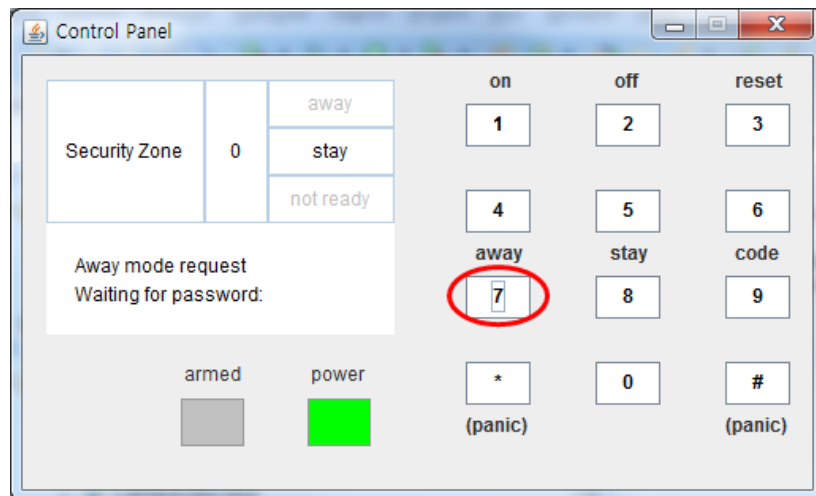 Control Panel
on off reset
away
1 2 3
Security Zone 0 stay
not ready
4 5 6
away stay code
Away mode request
Waiting for password:
7 8 9
armed power
* 0 #
(panic) (panic)